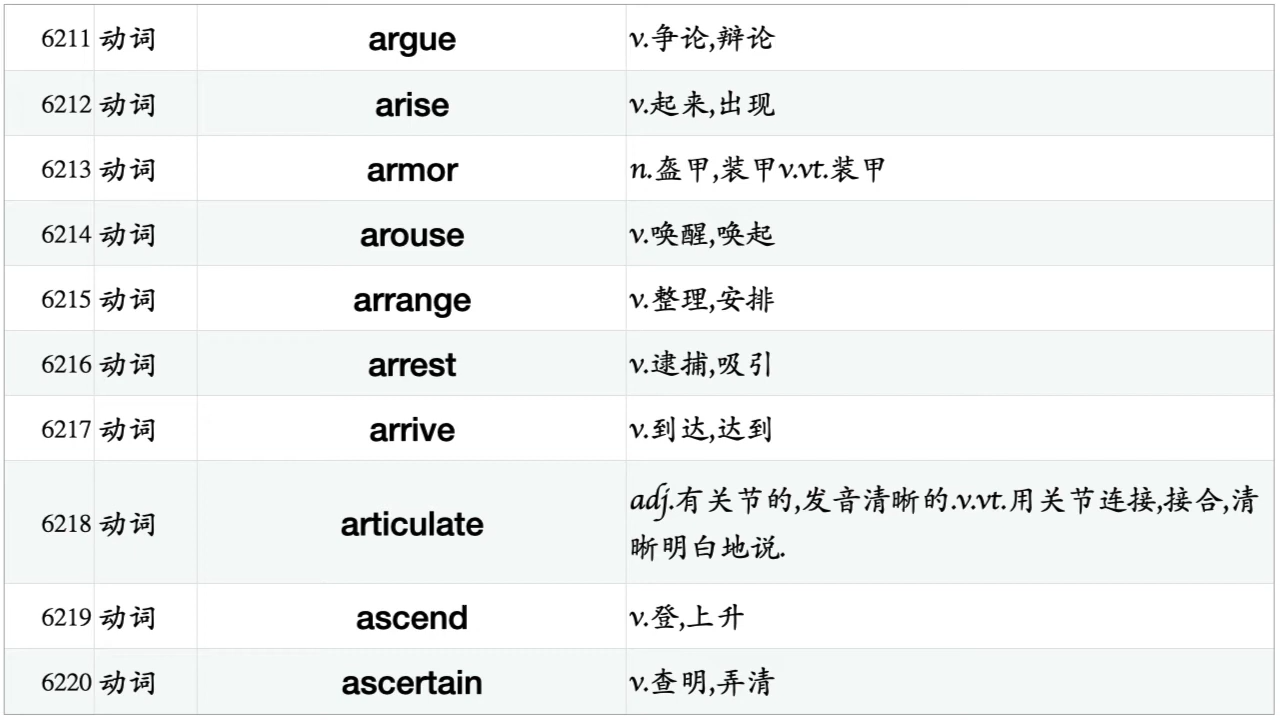 6211 动词 argue v.争论,辩论
6212 动词 arise v.起来,出现
6213 动词 armor n.盔甲,装甲v.vt.装甲
6214 动词 arouse v.唤醒,唤起
6215 动词 arrange v.整理,安排
6216 动词 arrest v.逮捕,吸引
6217 动词 arrive v.到达,达到
6218 动词 articulate adj.有关节的,发音清晰的.v.vt.用关节连接,接合,清
晰明白地说.
6219 动词 ascend v.登,上升
6220 动词 ascertain v.查明,弄清